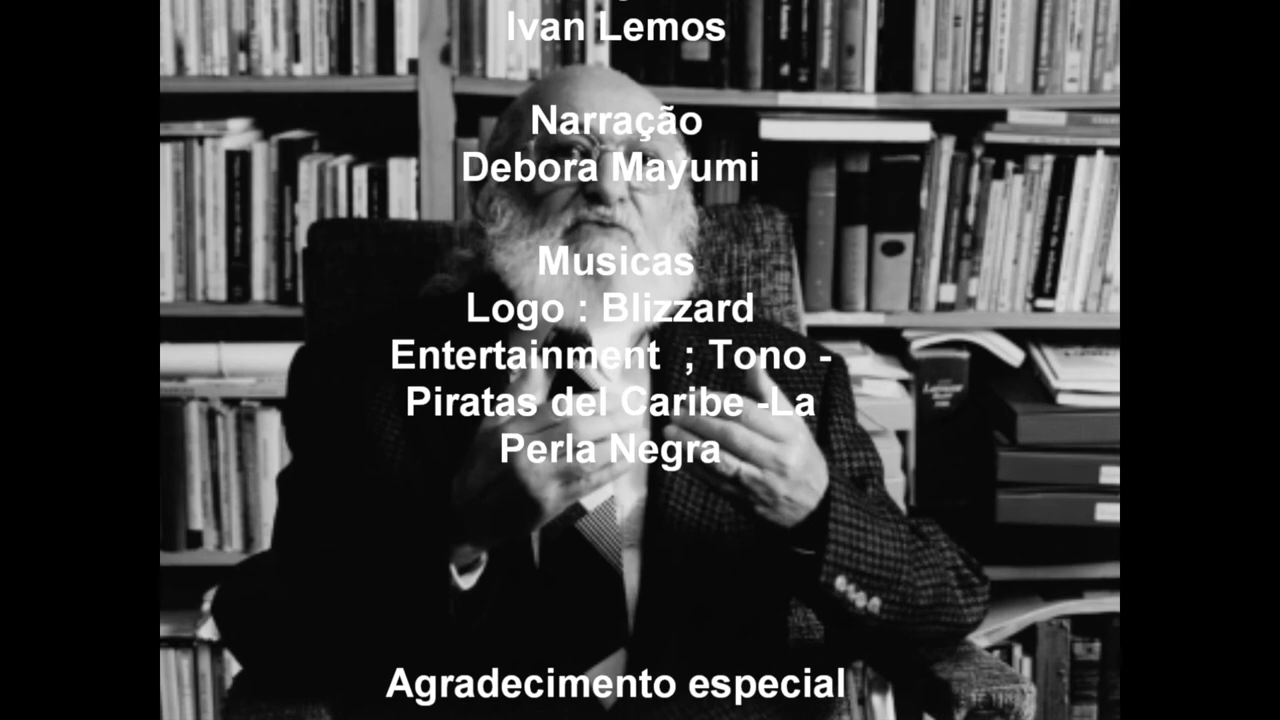 Ivan Lemos
Narração
Debora Mayumi
Musicas
Logo : Blizzard
Entertainment  ; Tono -
Piratas del Caribe -La
Perla Negra
Agradecimento especial